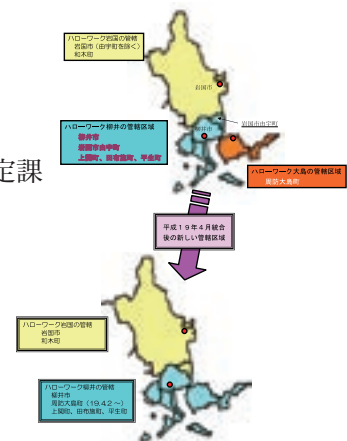 ハローワーク岩国の管轄
岩国市（由宇町を除く）
和木町
岩国市
岩国市由宇町
柳井市
ハローワーク柳井の管轄区域
柳井市
岩国市由宇町
上関町、田布施町、平生町
定課
ハローワーク大島の管轄区域
周防大島町
平成１９年４月統合
後の新しい管轄区域
ハローワーク岩国の管轄
岩国市
和木町
ハローワーク柳井の管轄
柳井市
周防大島町（19.4.2 ～）
上関町、田布施町、平生町